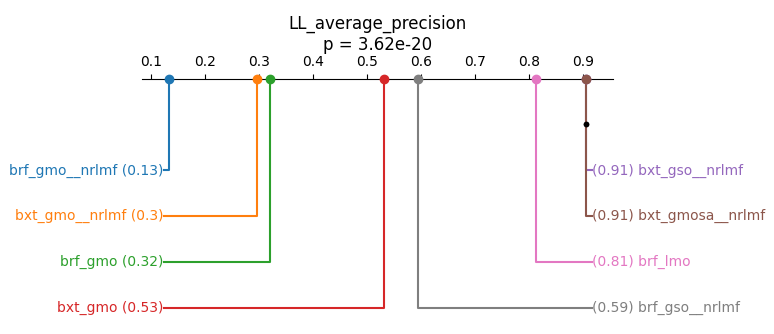 LL_average_precision
p = 3.62e-20
0.1 0.2 0.3 0.4 0.5 0.6 0.7 0.8 0.9
brf_gmo__nrlmf (0.13) (0.91) bxt_gso__nrlmf
bxt_gmo__nrlmf (0.3) (0.91) bxt_gmosa__nrlmf
brf_gmo (0.32) (0.81) brf_lmo
bxt_gmo (0.53) (0.59) brf_gso__nrlmf